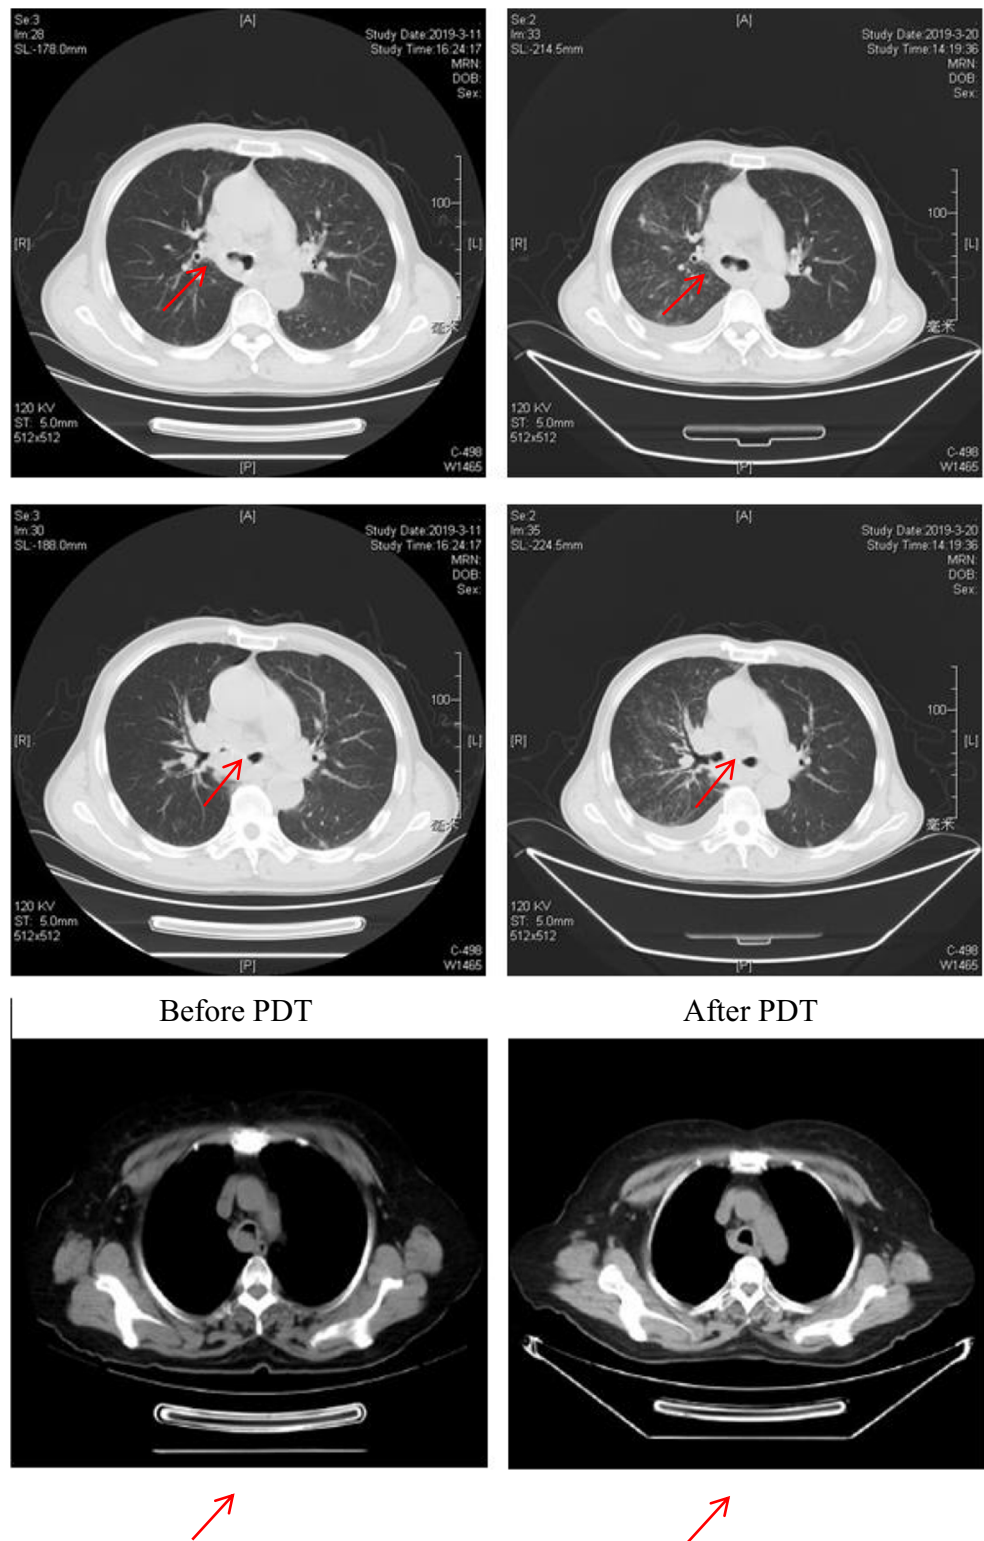 Se:3
Im:28
SL:-178.0mm
[A]
Study Date:2019-3-11
Study Time:16:24:17
MRN:
DOB:
Sex:
100
[R]
[L]
毫米
120 KV
ST: 5.0mm
512x512
C-498
W1465
[P]
Se:2
Im:33
SL:-214.5mm
[A]
Study Date:2019-3-20
Study Time:14:19:36
MRN:
DOB:
Sex:
100
[R]
[L]
毫米
120 KV
ST: 5.0mm
512x512
C-498
W1465
[P]
Se:3
Im:30
SL:-188.0mm
[A]
Study Date:2019-3-11
Study Time:16:24:17
MRN:
DOB:
Sex:
100
[R]
[L]
毫米
120 KV
ST: 5.0mm
512x512
C-498
W1465
[P]
Se:2
Im:35
SL:-224.5mm
[A]
Study Date:2019-3-20
Study Time:14:19:36
MRN:
DOB:
Sex:
100
[R]
[L]
毫米
120 KV
ST: 5.0mm
512x512
C-498
W1465
[P]
Before PDT
After PDT